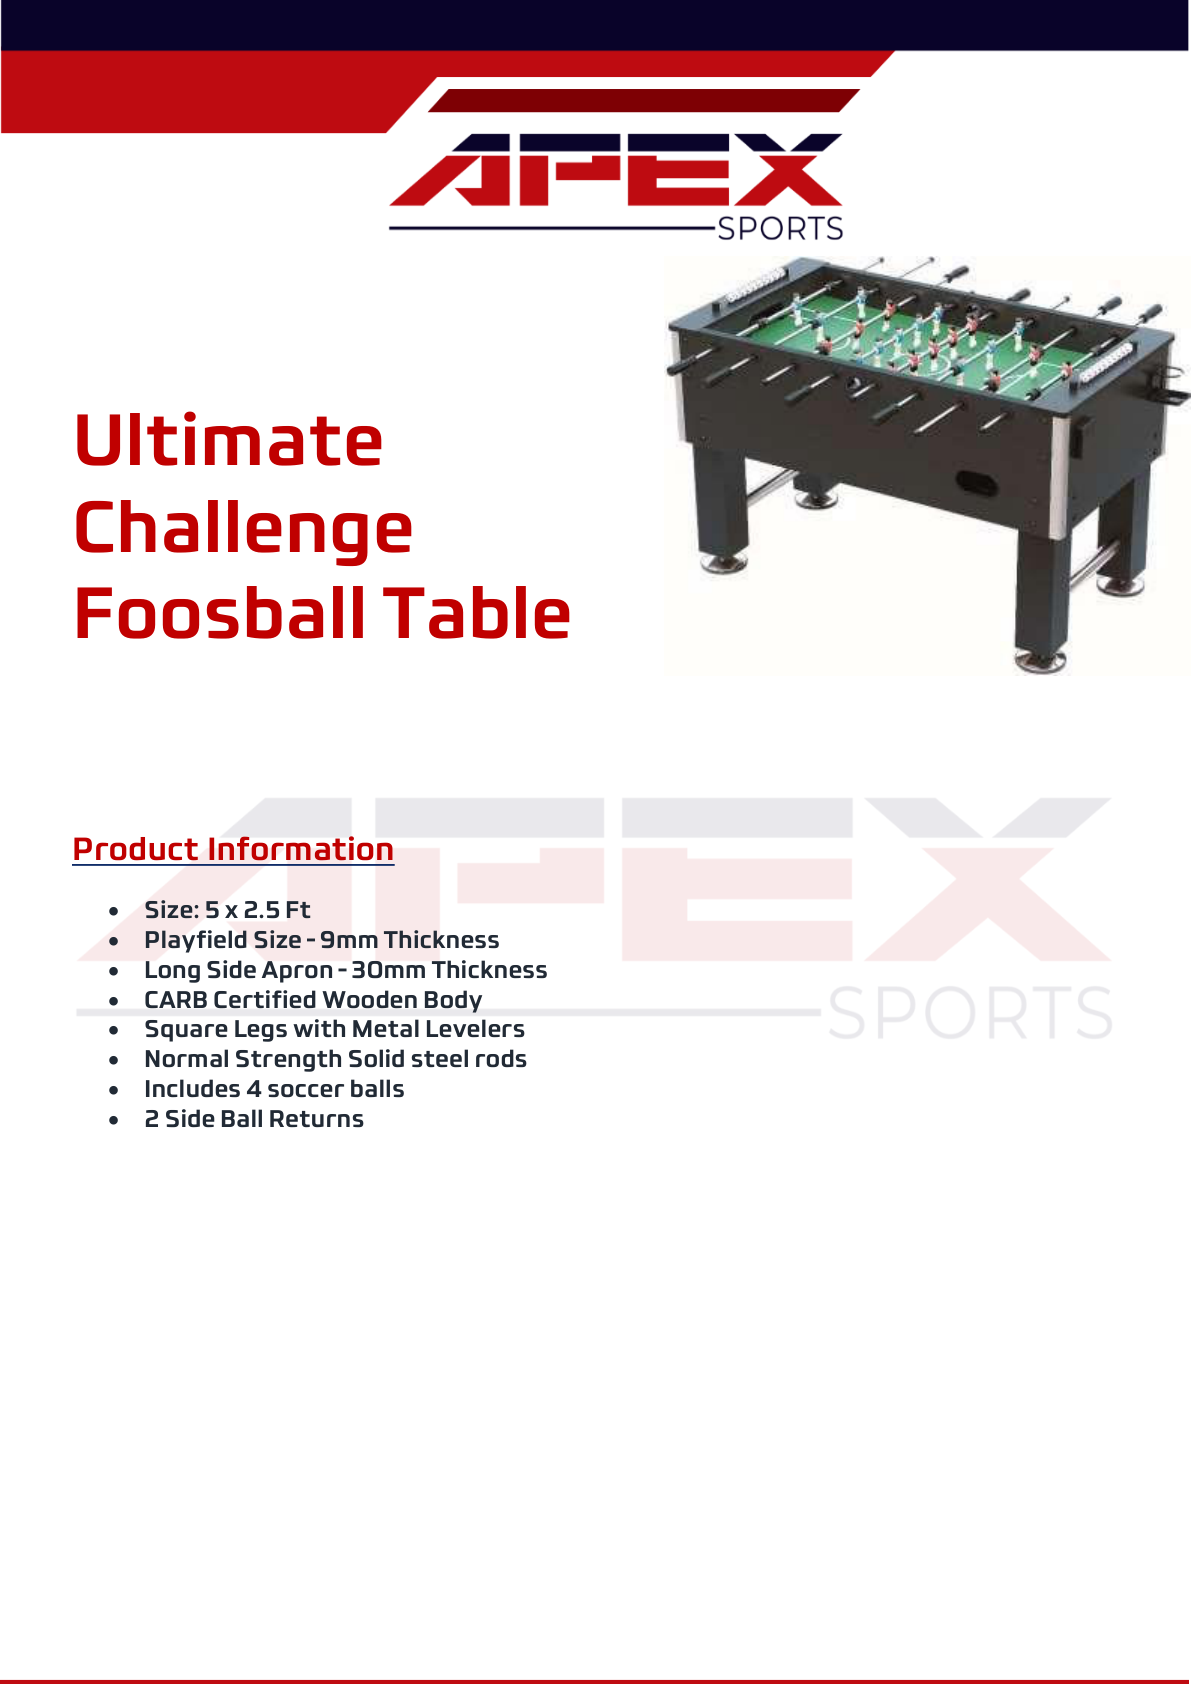 APEX
SPORTS
Ultimate
Challenge
Foosball Table
APEX
SPORTS
Product Information
• Size: 5 x 2.5 Ft
• Playfield Size - 9mm Thickness
• Long Side Apron - 30mm Thickness
• CARB Certified Wooden Body
• Square Legs with Metal Levelers
• Normal Strength Solid steel rods
• Includes 4 soccer balls
• 2 Side Ball Returns